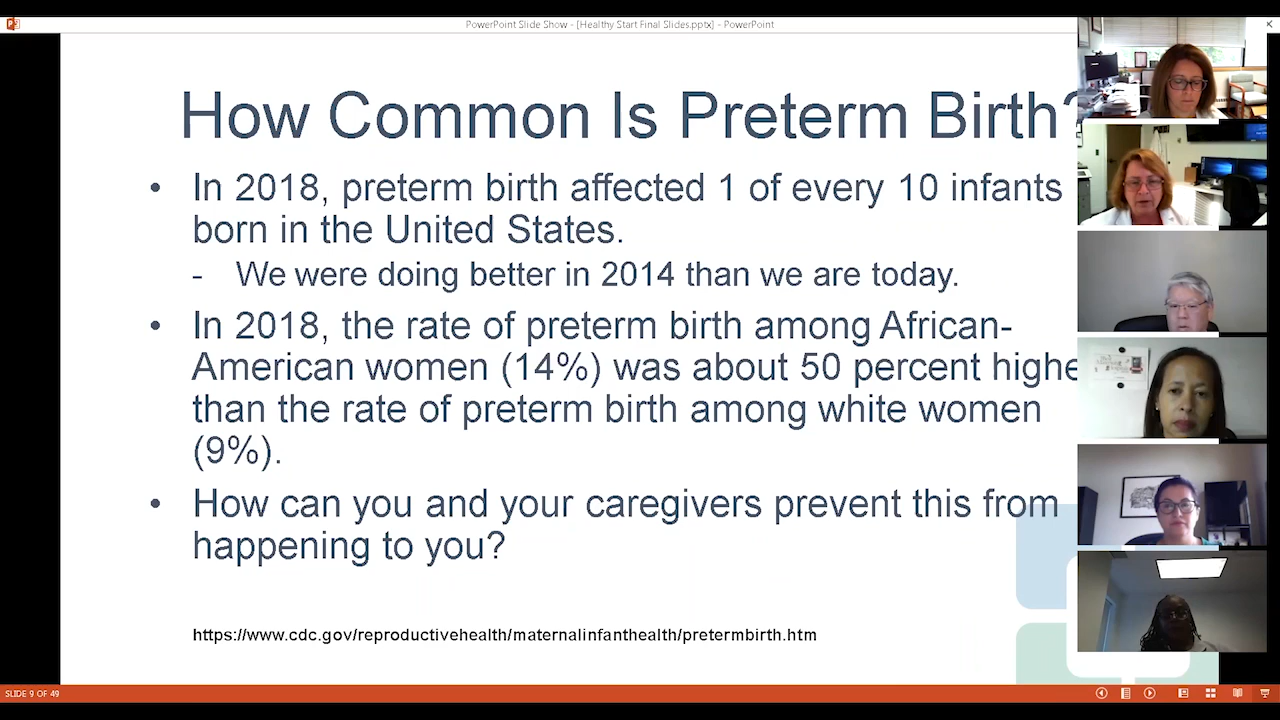 PowerPoint Slide Show - [Healthy Start Final Slides.pptx] - PowerPoint
How Common Is Preterm Birth?
• In 2018, preterm birth affected 1 of every 10 infants
born in the United States.
- We were doing better in 2014 than we are today.
• In 2018, the rate of preterm birth among African-
American women (14%) was about 50 percent highe
than the rate of preterm birth among white women
(9%).
• How can you and your caregivers prevent this from
happening to you?
https://www.cdc.gov/reproductivehealth/maternalinfanthealth/pretermbirth.htm
SLIDE 9 OF 49